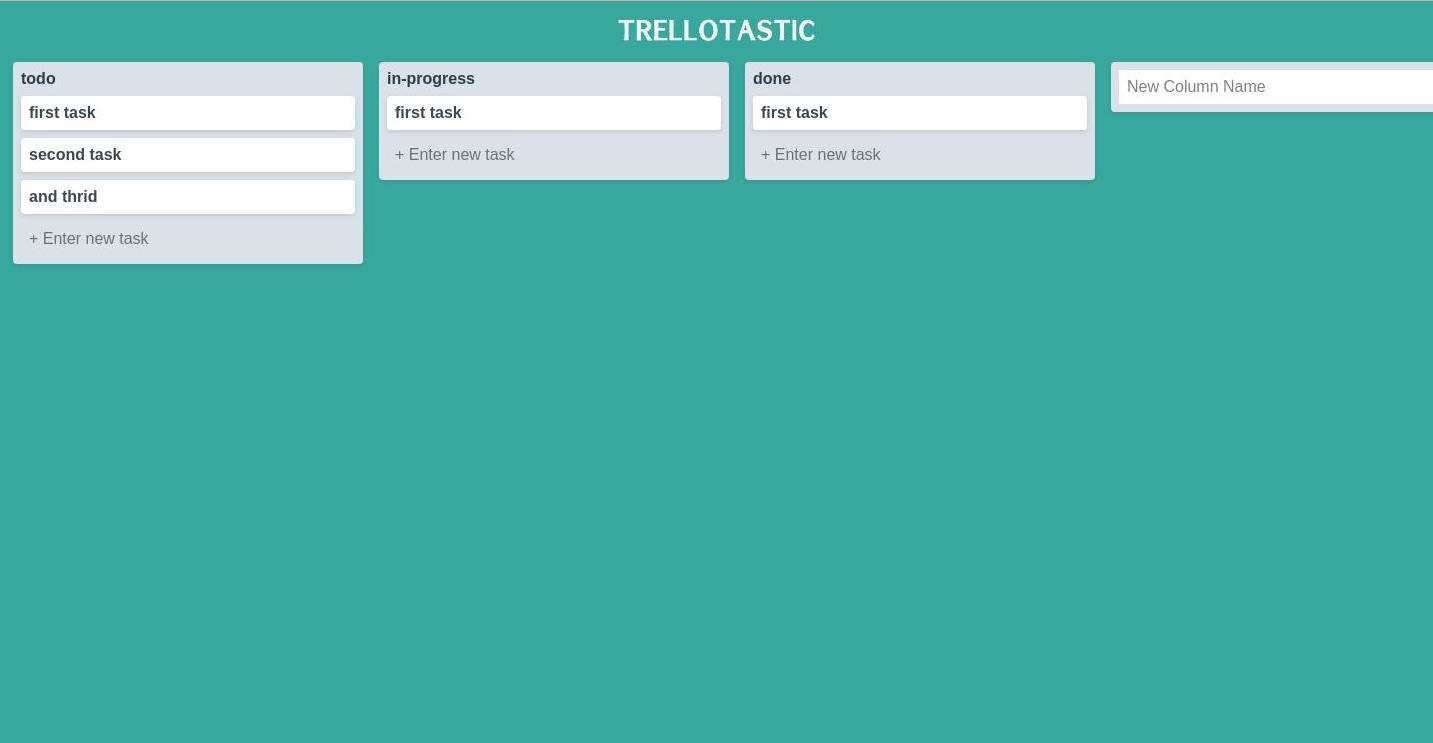 TRELLOTASTIC
todo
first task
second task
and thrid
+ Enter new task
in-progress
first task
+ Enter new task
done
first task
+ Enter new task
New Column Name